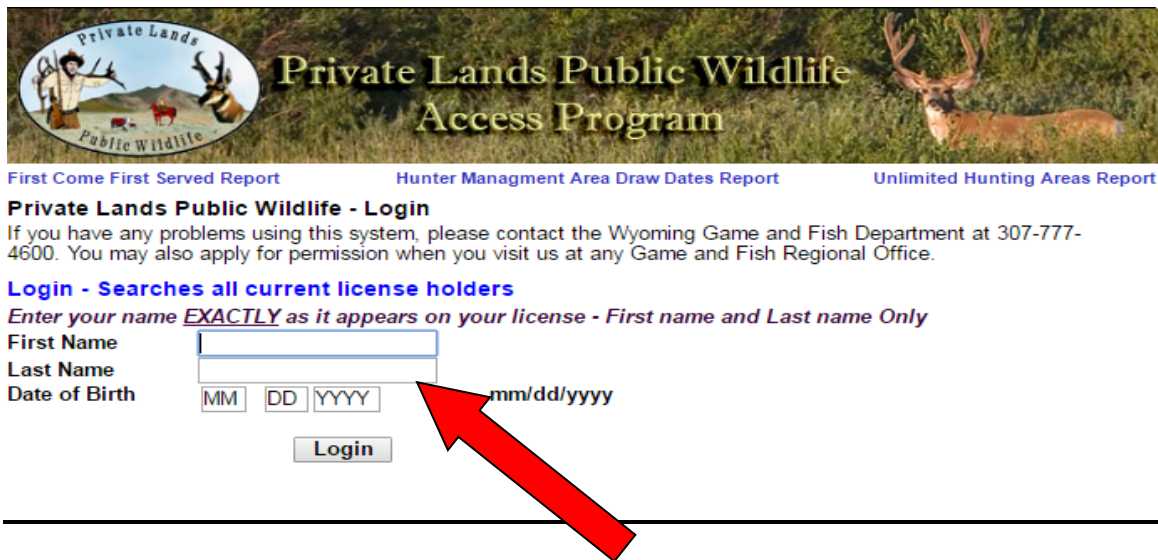 Private Lands
Public Wildlife
Private Lands Public Wildlife
Access Program
First Come First Served Report Hunter Managment Area Draw Dates Report Unlimited Hunting Areas Report
Private Lands Public Wildlife - Login
If you have any problems using this system, please contact the Wyoming Game and Fish Department at 307-777-
4600. You may also apply for permission when you visit us at any Game and Fish Regional Office.
Login - Searches all current license holders
Enter your name EXACTLY as it appears on your license - First name and Last name Only
First Name
Last Name
Date of Birth MM DD YYYY mm/dd/yyyy
Login